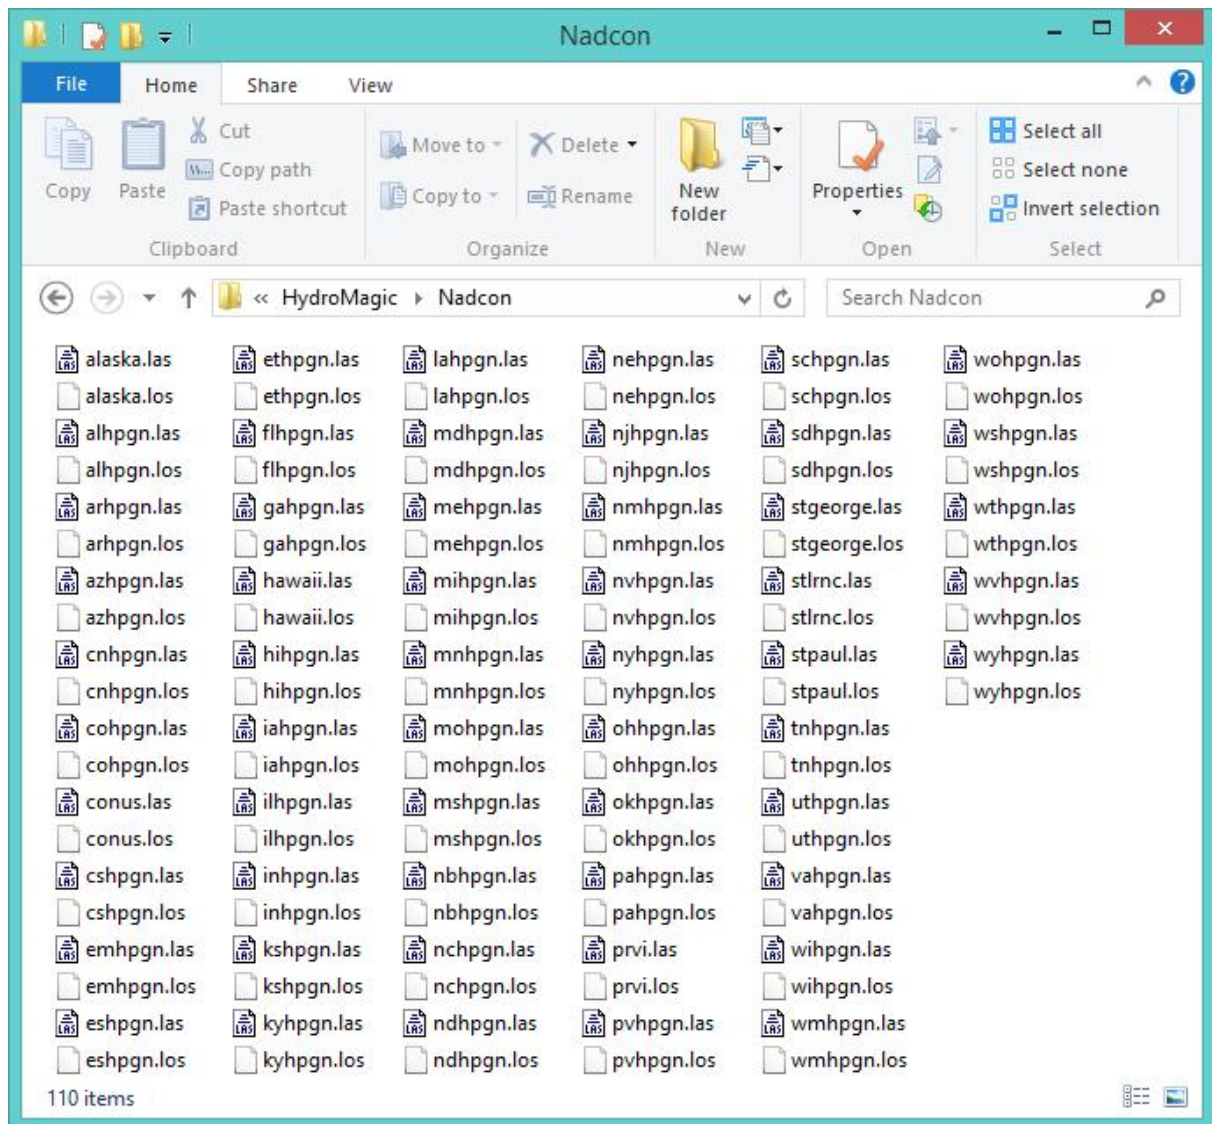 Nadcon
File Home Share View
Copy
Paste
Cut
Copy path
Paste shortcut
Clipboard
Move to
Copy to
Delete
Rename
Organize
New folder
New
Properties
Open
Select all
Select none
Invert selection
Select
« HydroMagic Nadcon
Search Nadcon
alaska.las
alaska.los
alhpgn.las
alhpgn.los
arhpgn.las
arhpgn.los
azhpgn.las
azhpgn.los
cnhpgn.las
cnhpgn.los
cohpgn.las
cohpgn.los
conus.las
conus.los
cshpgn.las
cshpgn.los
emhpgn.las
emhpgn.los
eshpgn.las
eshpgn.los
ethpgn.las
ethpgn.los
flhpgn.las
flhpgn.los
gahpgn.las
gahpgn.los
hawaii.las
hawaii.los
hihpgn.las
hihpgn.los
iahpgn.las
iahpgn.los
ilhpgn.las
ilhpgn.los
inhpgn.las
inhpgn.los
kshpgn.las
kshpgn.los
kyhpgn.las
kyhpgn.los
lahpgn.las
lahpgn.los
mdhpgn.las
mdhpgn.los
mehpgn.las
mehpgn.los
mihpgn.las
mihpgn.los
mnhpgn.las
mnhpgn.los
mohpgn.las
mohpgn.los
mshpgn.las
mshpgn.los
nbhpgn.las
nbhpgn.los
nchpgn.las
nchpgn.los
ndhpgn.las
ndhpgn.los
nehpgn.las
nehpgn.los
njhpgn.las
njhpgn.los
nmhpgn.las
nmhpgn.los
nvhpgn.las
nvhpgn.los
nyhpgn.las
nyhpgn.los
ohhpgn.las
ohhpgn.los
okhpgn.las
okhpgn.los
pahpgn.las
pahpgn.los
prvi.las
prvi.los
pvhpgn.las
pvhpgn.los
schpgn.las
schpgn.los
sdhpgn.las
sdhpgn.los
stgeorge.las
stgeorge.los
stlrnc.las
stlrnc.los
stpaul.las
stpaul.los
tnhpgn.las
tnhpgn.los
uthpgn.las
uthpgn.los
vahpgn.las
vahpgn.los
wihpgn.las
wihpgn.los
wmhpgn.las
wmhpgn.los
wohpgn.las
wohpgn.los
wshpgn.las
wshpgn.los
wthpgn.las
wthpgn.los
wvhpgn.las
wvhpgn.los
wyhpgn.las
wyhpgn.los
110 items